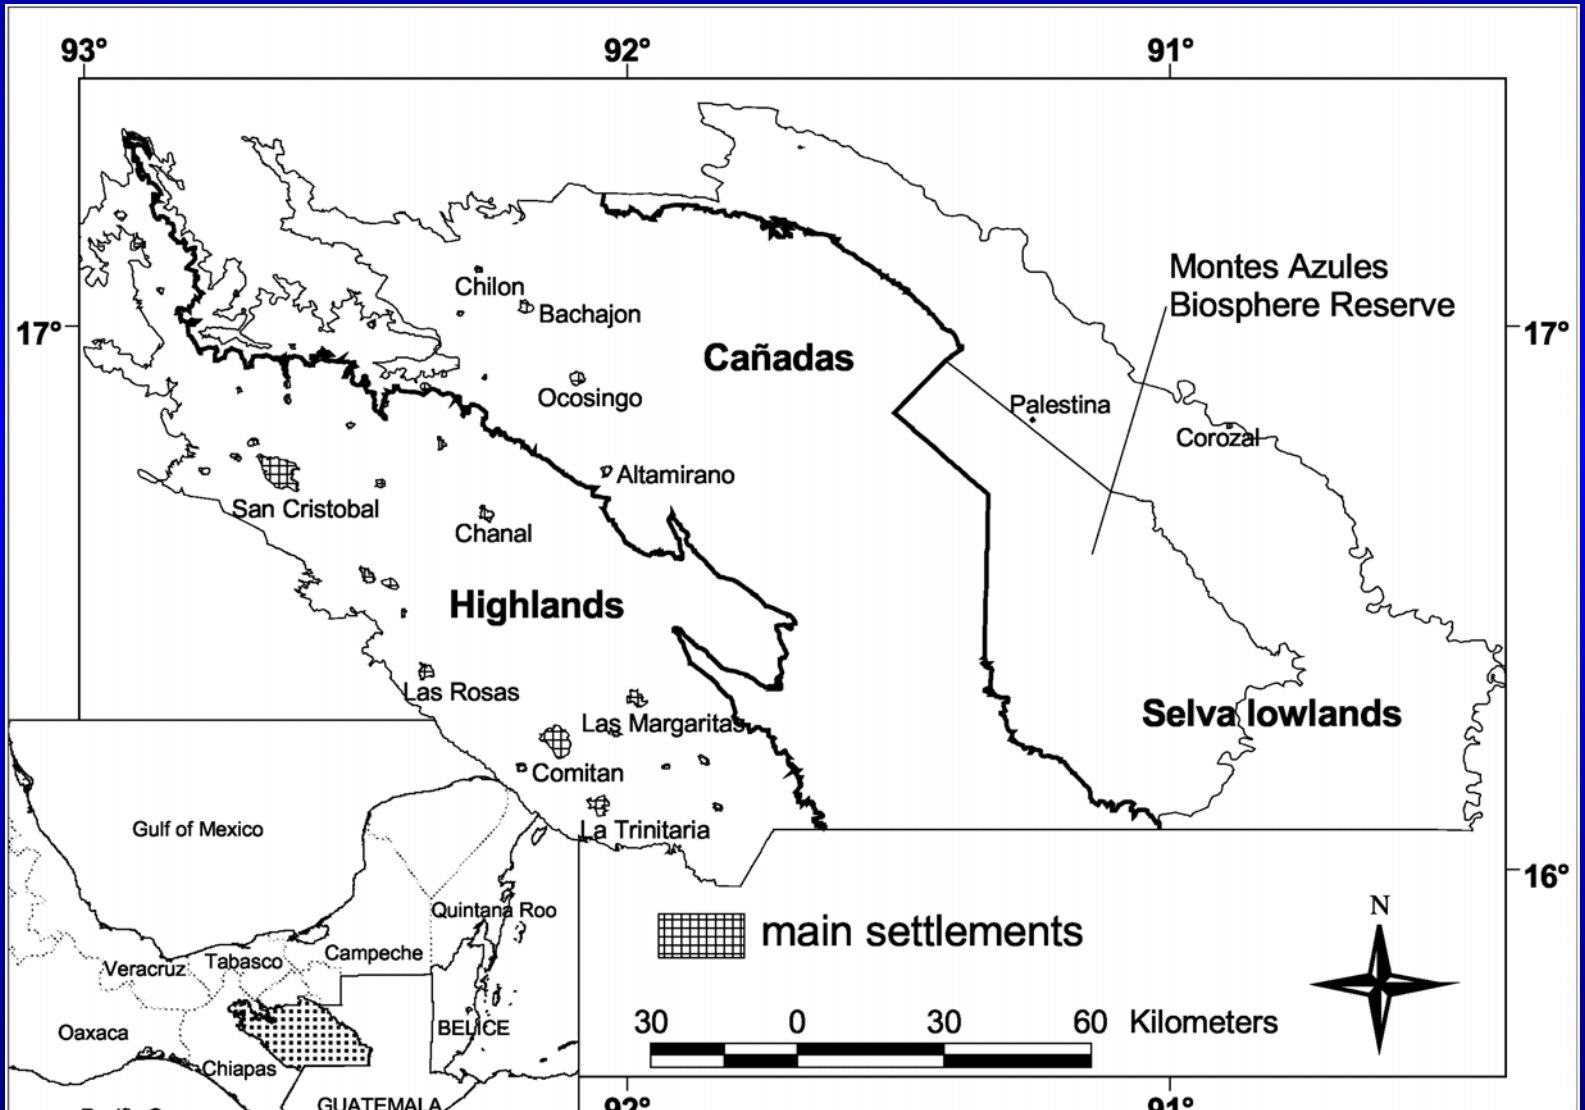 93°
92°
91°
Montes Azules
Biosphere Reserve
Chilon
Bachajon
17°
17°
Cañadas
Ocosingo
Palestina
Corozal
Altamirano
San Cristobal
Chanal
Highlands
Las Rosas
Las Margaritas
Selva lowlands
Comitan
La Trinitaria
Gulf of Mexico
16°
Quintana Roo
Campeche
Veracruz
Tabasco
Oaxaca
BELICE
Chiapas
GUATEMALA
N
main settlements
30 0 30 60 Kilometers
92°
91°